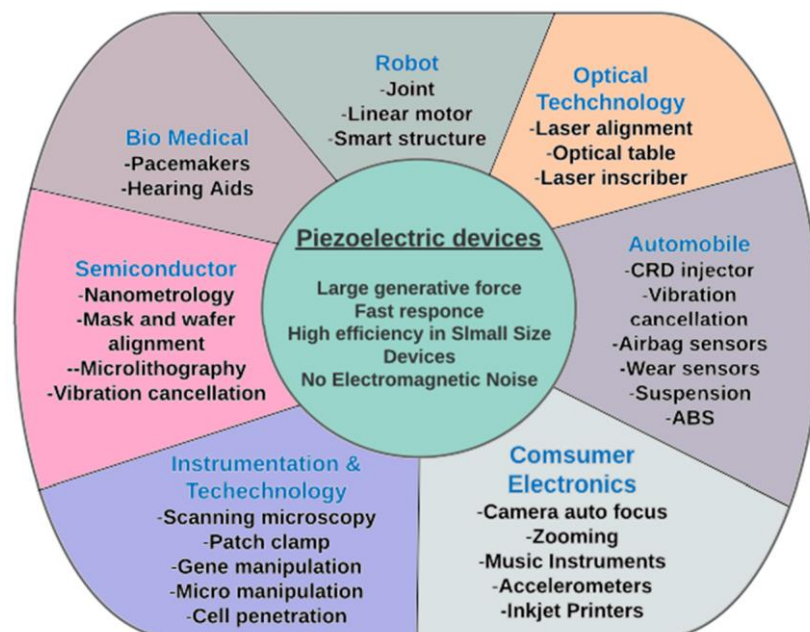 Robot
-Joint
-Linear motor
-Smart structure
Optical
Techchnology
-Laser alignment
-Optical table
-Laser inscriber
Bio Medical
-Pacemakers
-Hearing Aids
Piezoelectric devices
Large generative force
Fast responce
High efficiency in Slmall Size
Devices
No Electromagnetic Noise
Automobile
-CRD injector
-Vibration
cancellation
-Airbag sensors
-Wear sensors
-Suspension
-ABS
Semiconductor
-Nanometrology
-Mask and wafer
alignment
--Microlithography
-Vibration cancellation
Instrumentation &
Techechnology
-Scanning microscopy
-Patch clamp
-Gene manipulation
-Micro manipulation
-Cell penetration
Comsumer
Electronics
-Camera auto focus
-Zooming
-Music Instruments
-Accelerometers
-Inkjet Printers